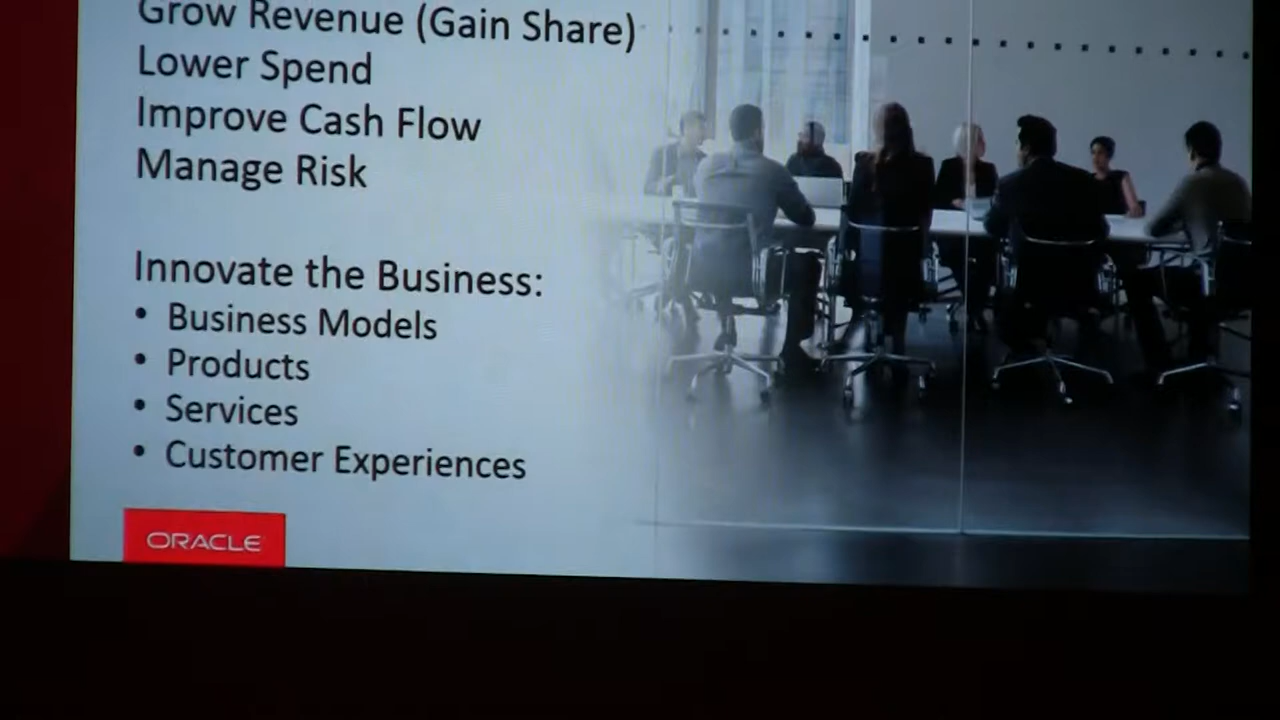 Grow Revenue (Gain Share)
Lower Spend
Improve Cash Flow
Manage Risk
Innovate the Business:
• Business Models
• Products
• Services
• Customer Experiences
ORACLE